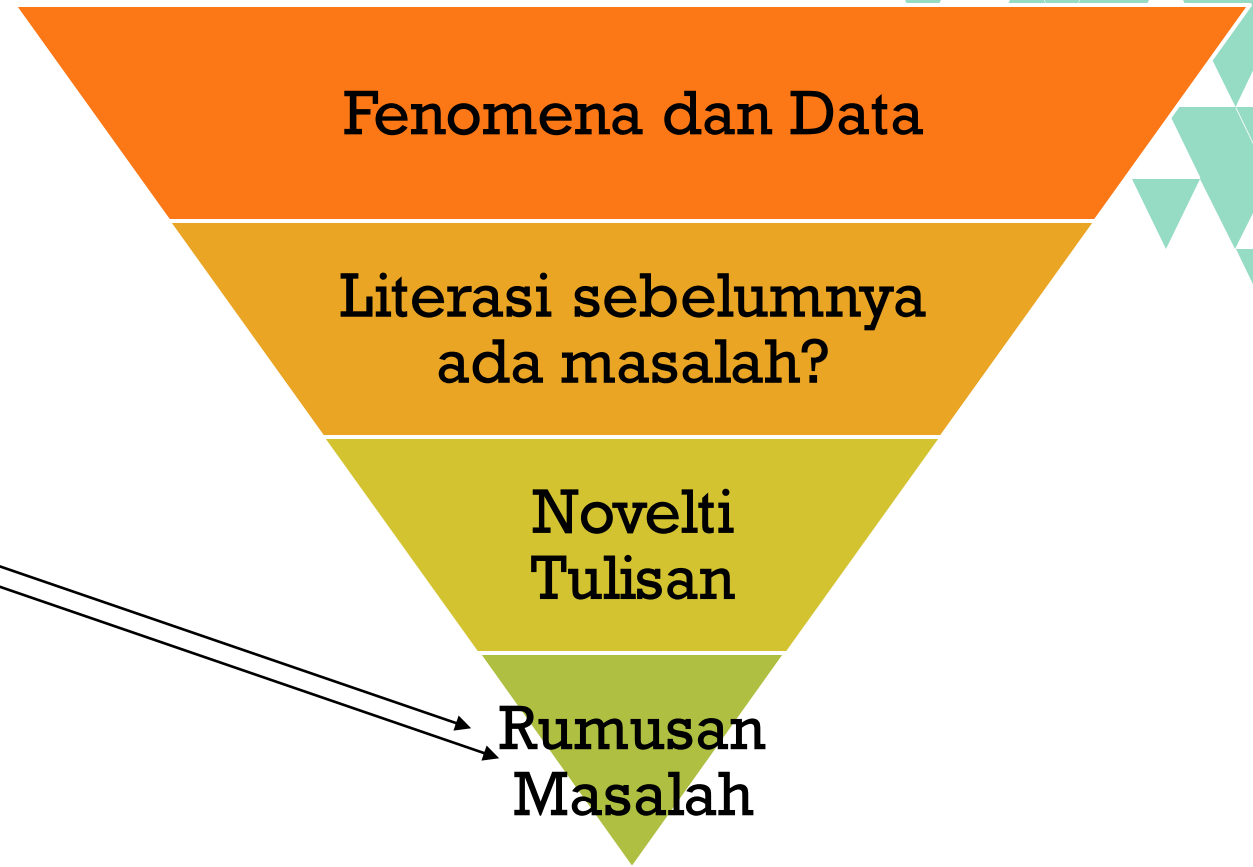 Fenomena dan Data
Literasi sebelumnya
ada masalah?
Novelti
Tulisan
Rumusan
Masalah